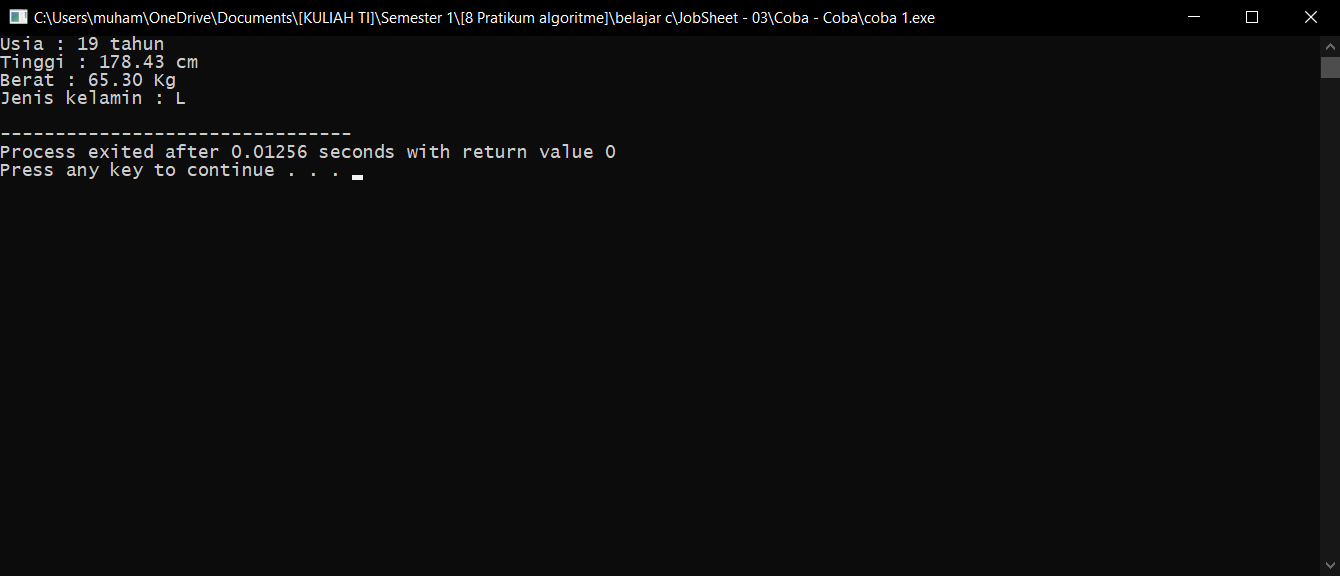 C:\Users\muham\OneDrive\Documents\[KULIAH TI]\Semester 1\[8 Pratikum algoritme]\belajar c\JobSheet - 03\Coba - Coba\coba 1.exe
Usia : 19 tahun
Tinggi : 178.43 cm
Berat : 65.30 Kg
Jenis kelamin : L
--------------------------------
Process exited after 0.01256 seconds with return value 0
Press any key to continue . . .